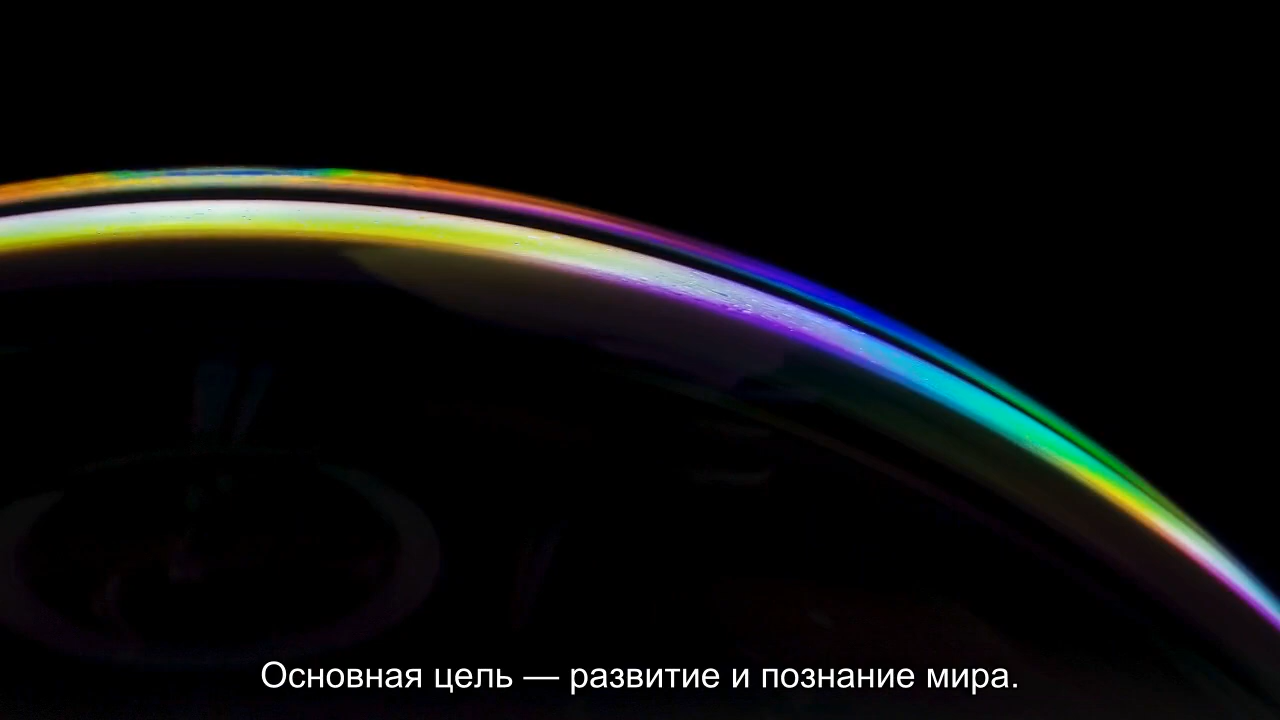 Основная цель — развитие и познание мира.